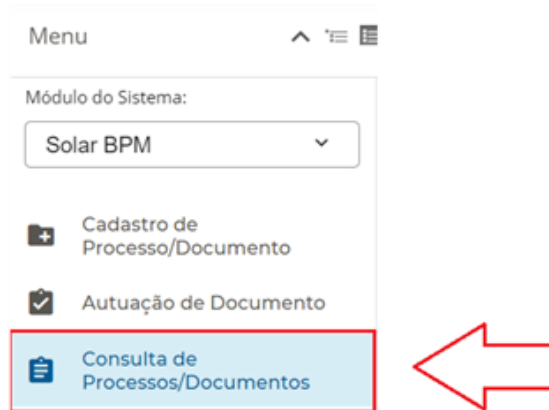 Menu
Módulo do Sistema:
Solar BPM
Cadastro de
Processo/Documento
Autuação de Documento
Consulta de
Processos/Documentos